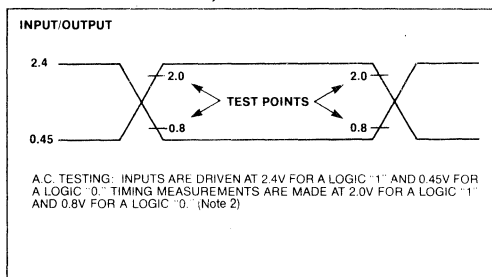 INPUT/OUTPUT
2.4
2.0
2.0
TEST POINTS
0.8
0.8
0.45
A.C. TESTING: INPUTS ARE DRIVEN AT 2.4V FOR A LOGIC "1" AND 0.45V FOR
A LOGIC "0." TIMING MEASUREMENTS ARE MADE AT 2.0V FOR A LOGIC "1"
AND 0.8V FOR A LOGIC "0." (Note 2)